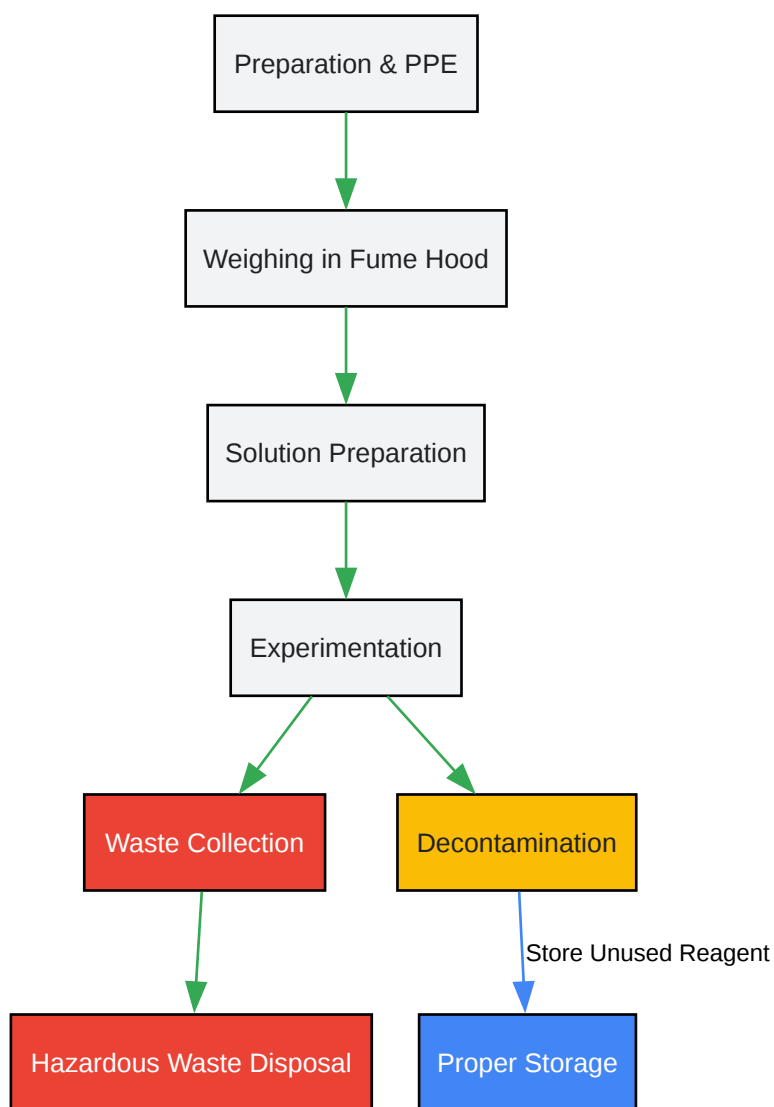 Preparation & PPE
Weighing in Fume Hood
Solution Preparation
Experimentation
Waste Collection
Decontamination
Store Unused Reagent
Hazardous Waste Disposal
Proper Storage